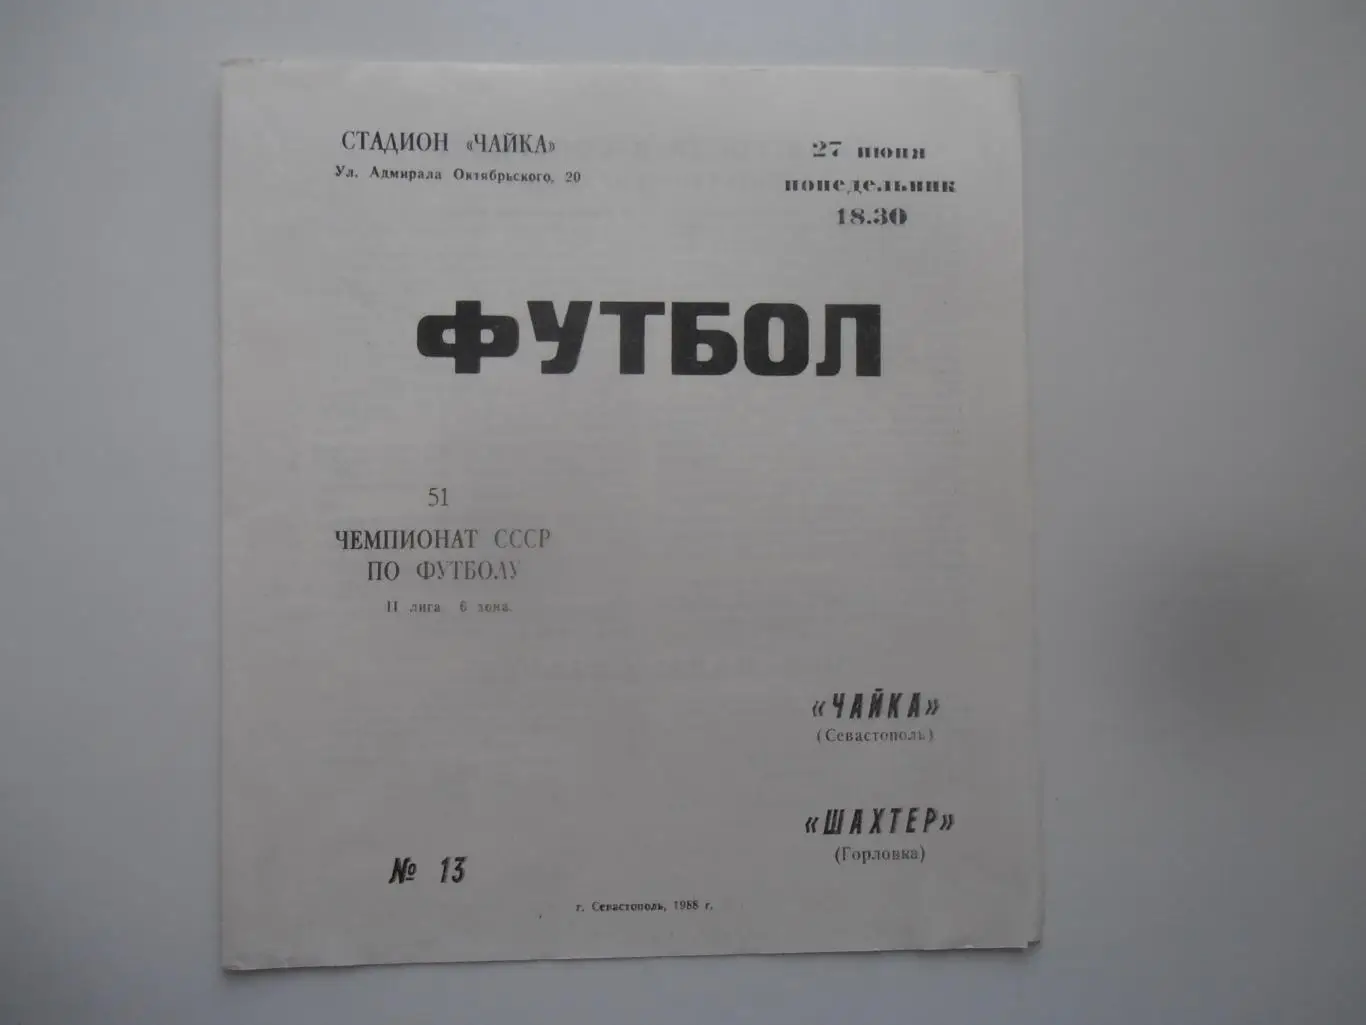 СТАДИОН «ЧАЙКА»
Ул. Адмирала Октябрьского, 20
27 июня
понедельник
18.30
ФУТБОЛ
51
ЧЕМПИОНАТ СССР
ПО ФУТБОЛУ
II лига 6 зона.
«ЧАЙКА»
(Севастополь)
«ШАХТЕР»
(Горловка)
№ 13
г. Севастополь, 1988 г.